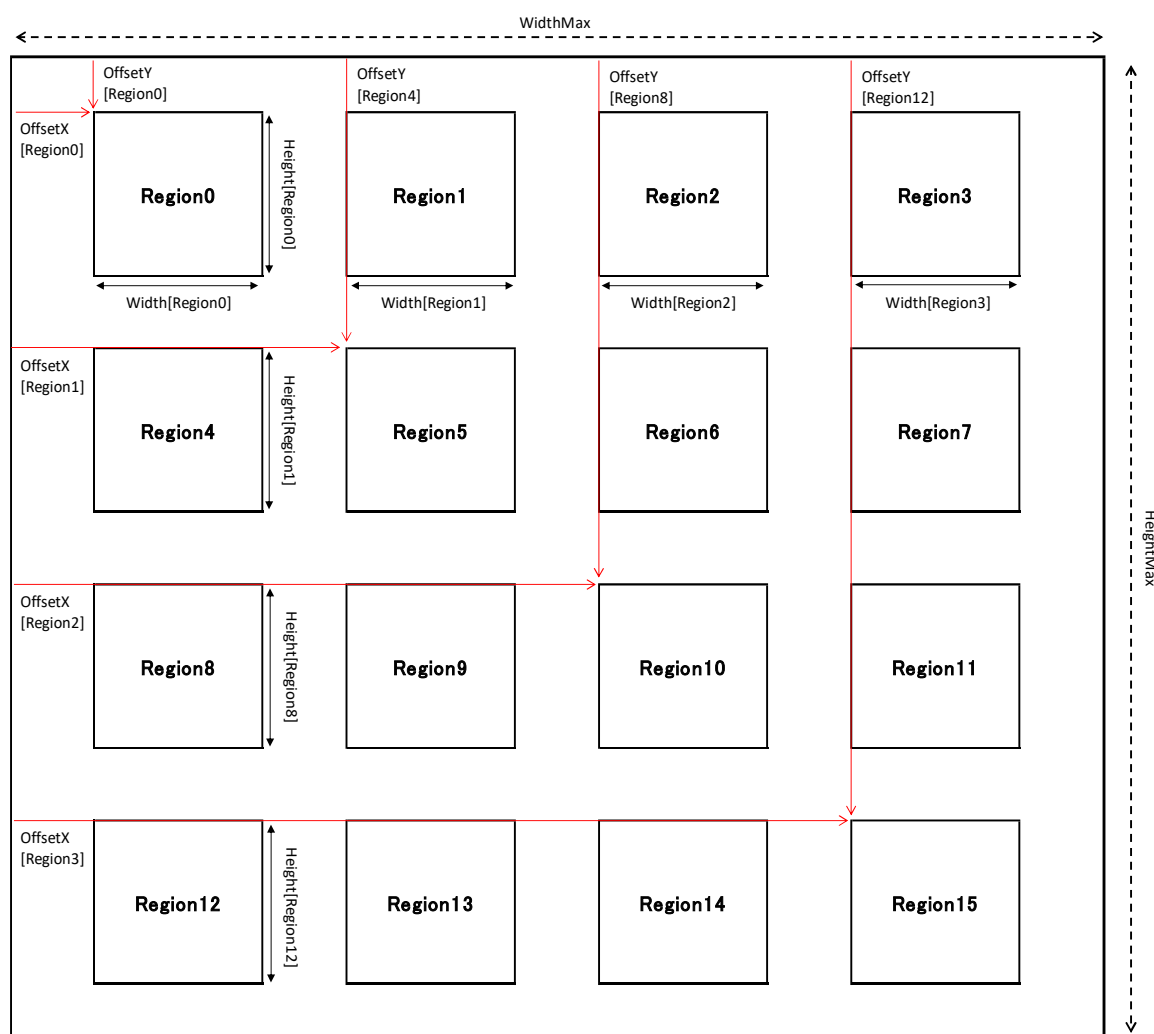 WidthMax
OffsetY
[Region0]
OffsetY
[Region4]
OffsetY
[Region8]
OffsetY
[Region12]
OffsetX
[Region0]
Region0
Height[Region0]
Region1
Region2
Region3
Width[Region0]
Width[Region1]
Width[Region2]
Width[Region3]
OffsetX
[Region1]
Region4
Height[Region1]
Region5
Region6
Region7
HeightMax
OffsetX
[Region2]
Region8
Height[Region8]
Region9
Region10
Region11
OffsetX
[Region3]
Region12
Height[Region12]
Region13
Region14
Region15